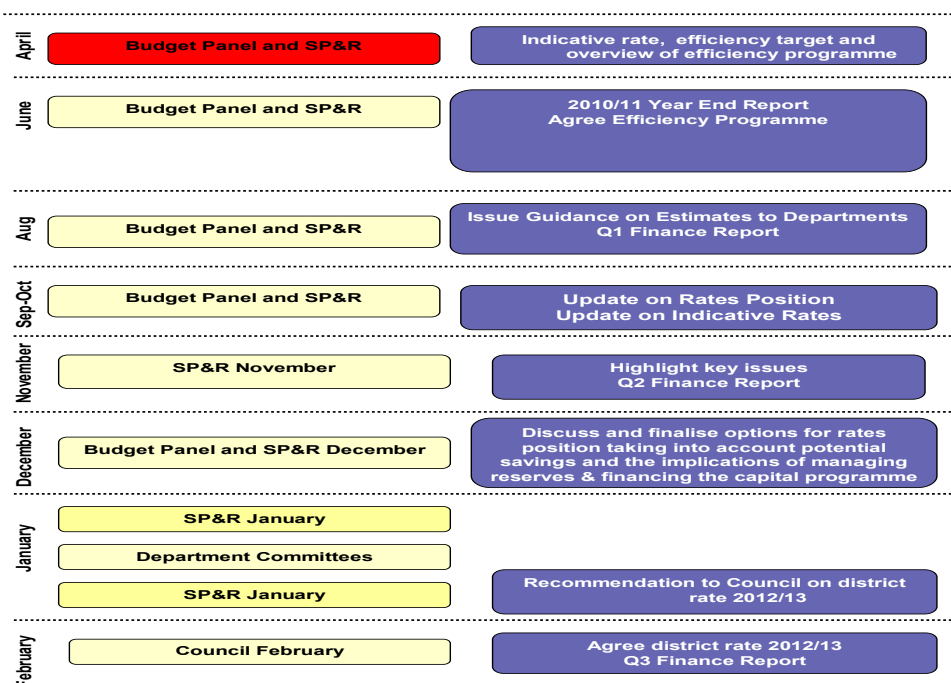 April
Budget Panel and SP&R
Indicative rate, efficiency target and
overview of efficiency programme
June
Budget Panel and SP&R
2010/11 Year End Report
Agree Efficiency Programme
Aug
Budget Panel and SP&R
Issue Guidance on Estimates to Departments
Q1 Finance Report
Sep-Oct
Budget Panel and SP&R
Update on Rates Position
Update on Indicative Rates
November
SP&R November
Highlight key issues
Q2 Finance Report
December
Budget Panel and SP&R December
Discuss and finalise options for rates
position taking into account potential
savings and the implications of managing
reserves & financing the capital programme
January
SP&R January
Department Committees
SP&R January
Recommendation to Council on district
rate 2012/13
February
Council February
Agree district rate 2012/13
Q3 Finance Report